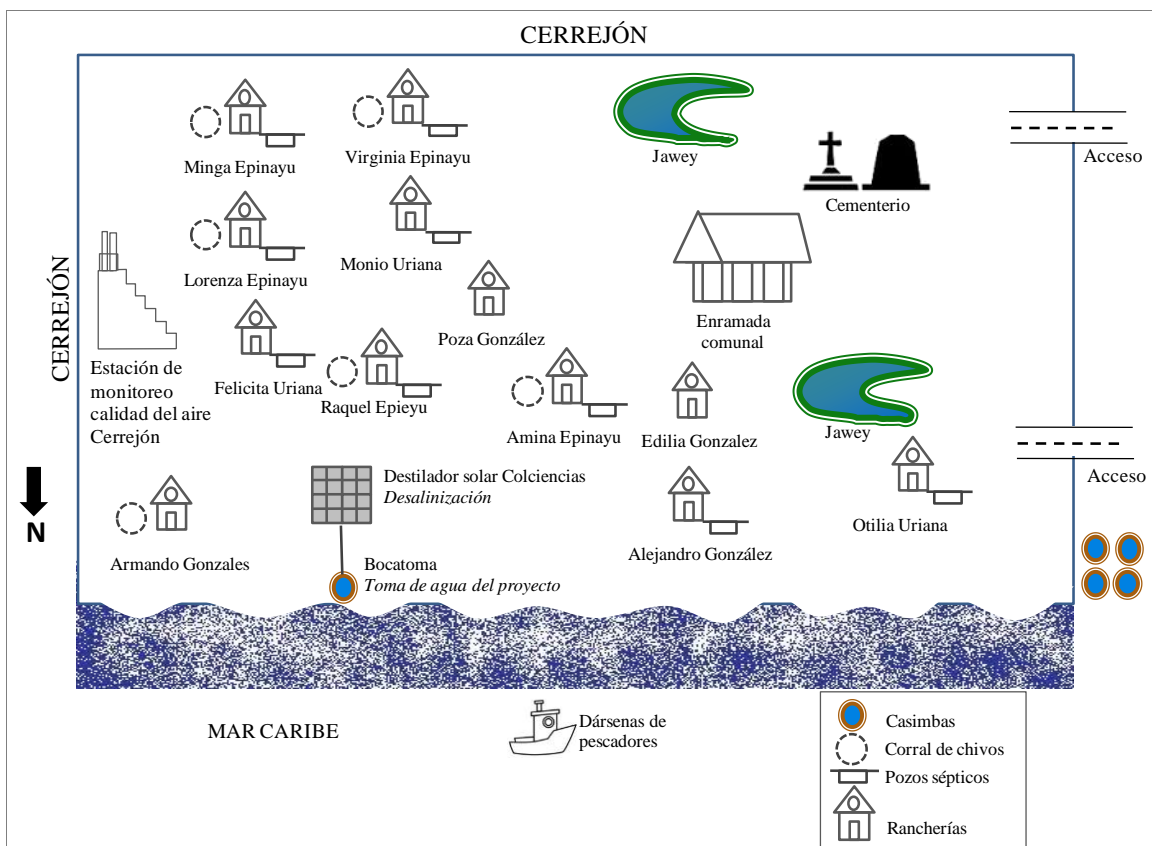 CERREJÓN
Minga Epinayu
Virginia Epinayu
Jawey
Acceso
Cementerio
CERREJÓN
Lorenza Epinayu
Monio Uriana
Poza González
Enramada
comunal
Estación de
monitoreo
calidad del aire
Cerrejón
Felicita Uriana
Raquel Epieyu
Amina Epinayu
Edilia Gonzalez
Jawey
Acceso
N
Armando Gonzales
Destilador solar Colciencias
Desalinización
Bocatoma
Toma de agua del proyecto
Alejandro González
Otilia Uriana
MAR CARIBE
Dársenas de
pescadores
Casimbas
Corral de chivos
Pozos sépticos
Rancherías